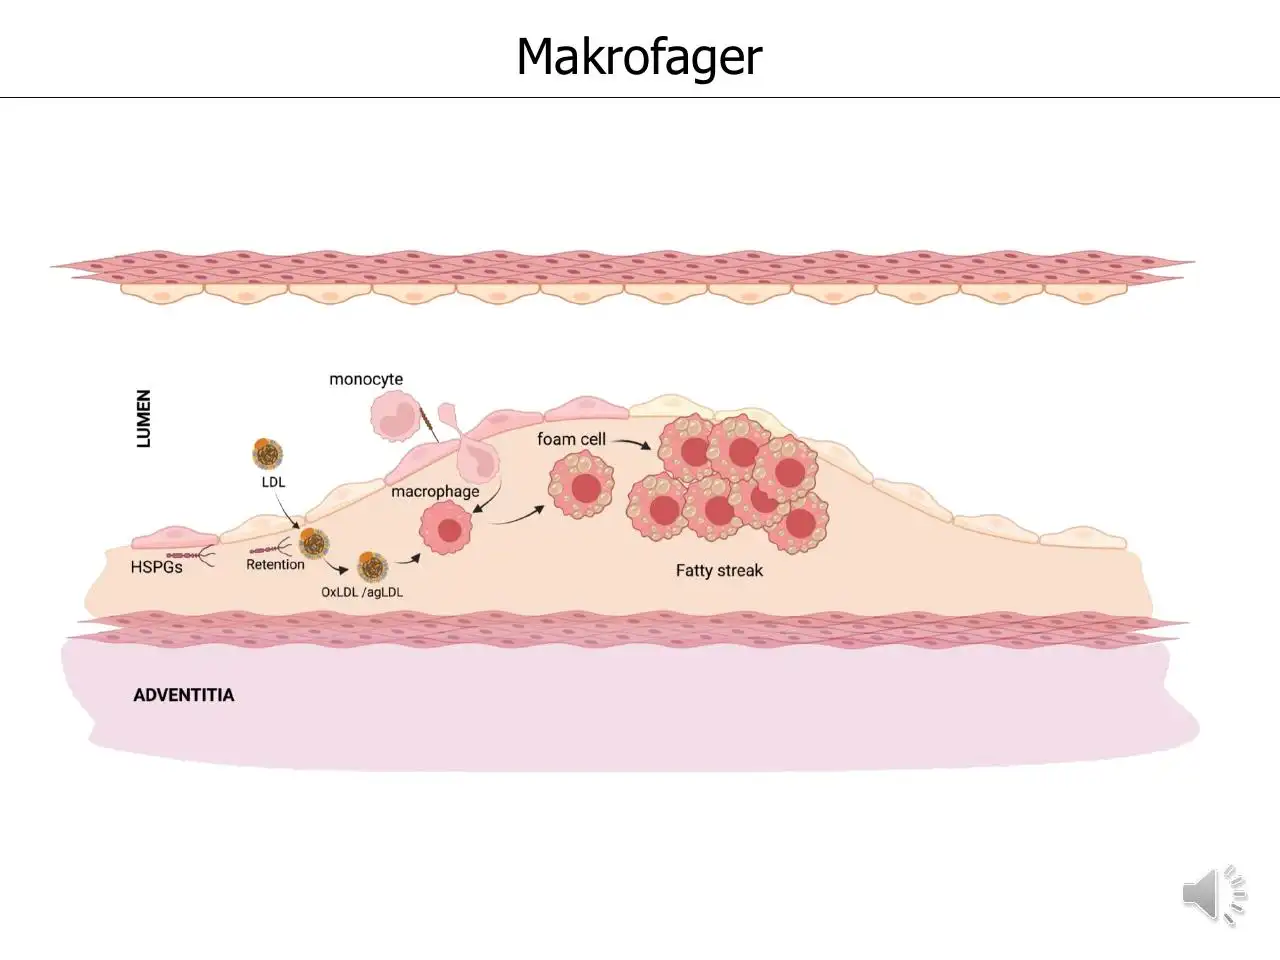 Makrofager
monocyte
LUMEN
foam cell
LDL
macrophage
HSPGs
Retention
Fatty streak
OxLDL /agLDL
ADVENTITIA